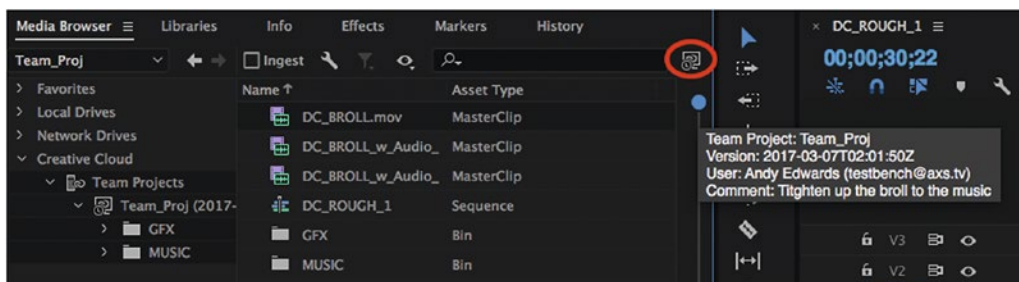 Media Browser Libraries Info Effects Markers History
Team_Proj Ingest
Favorites
Local Drives
Network Drives
Creative Cloud
Team Projects
Team_Proj (2017-
GFX
MUSIC
Name Asset Type
DC_BROLL.mov MasterClip
DC_BROLL_w_Audio_ MasterClip
DC_BROLL_w_Audio_ MasterClip
DC_ROUGH_1 Sequence
GFX Bin
MUSIC Bin
× DC_ROUGH_1
00;00;30;22
Team Project: Team_Proj
Version: 2017-03-07T02:01:50Z
User: Andy Edwards (testbench@axs.tv)
Comment: Titghten up the broll to the music
V3
V2